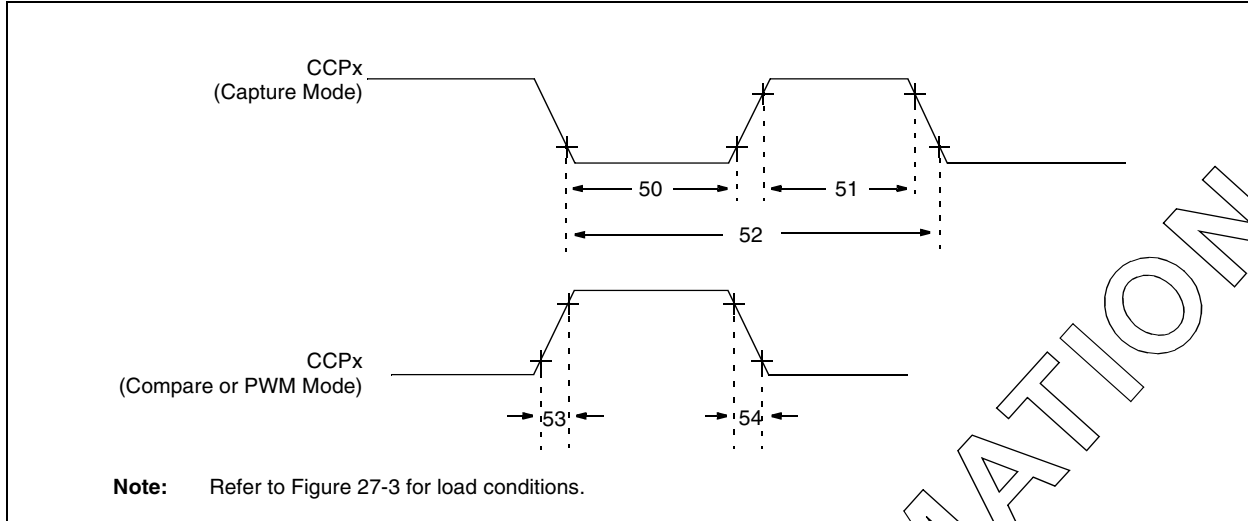 CCPx
(Capture Mode)
50
51
52
CCPx
(Compare or PWM Mode)
53
54
Note: Refer to Figure 27-3 for load conditions.
MATION